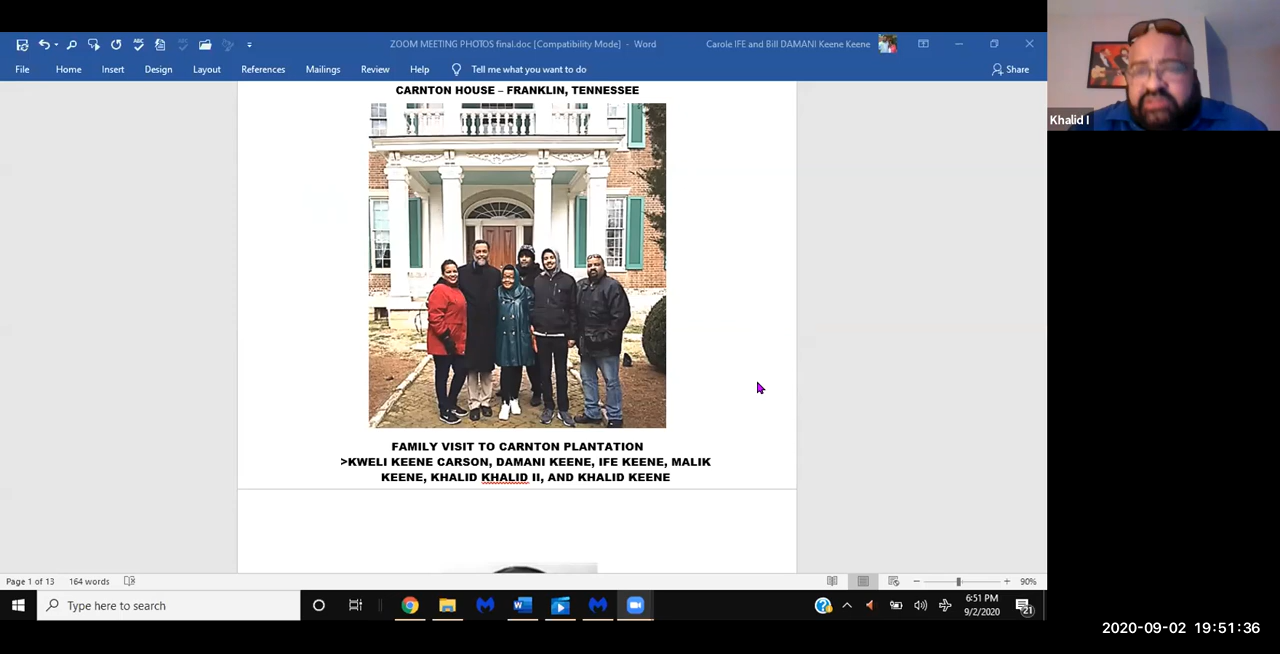 ZOOM MEETING PHOTOS final.doc [Compatibility Mode] - Word
Carole IFE and Bill DAMANI Keene Keene
File Home Insert Design Layout References Mailings Review Help Tell me what you want to do Share
Khalid I
CARNTON HOUSE – FRANKLIN, TENNESSEE
FAMILY VISIT TO CARNTON PLANTATION
>KWELI KEENE CARSON, DAMANI KEENE, IFE KEENE, MALIK
KEENE, KHALID KHALID II, AND KHALID KEENE
Page 1 of 13 164 words 90%
Type here to search
6:51 PM
9/2/2020
21
2020-09-02 19:51:36